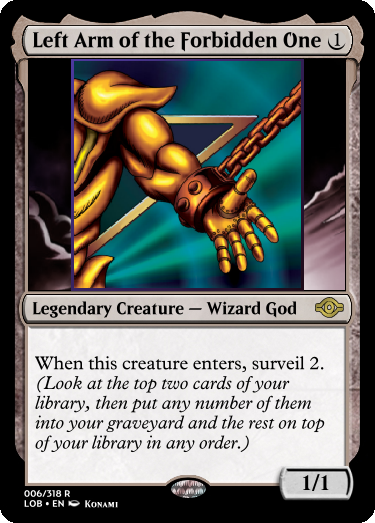 Left Arm of the Forbidden One 1
Legendary Creature — Wizard God
When this creature enters, surveil 2.
(Look at the top two cards of your
library, then put any number of them
into your graveyard and the rest on top
of your library in any order.)
1/1
006/318 R
LOB • EN Konami